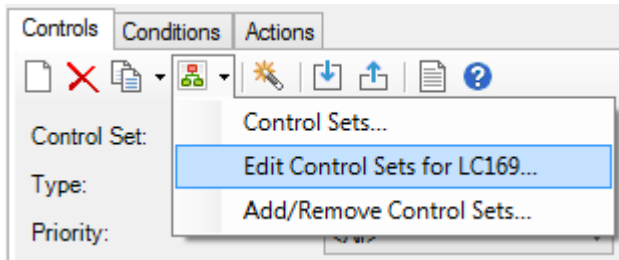 Controls Conditions Actions
Control Set:
Control Sets...
Edit Control Sets for LC169...
Type:
Add/Remove Control Sets...
Priority: